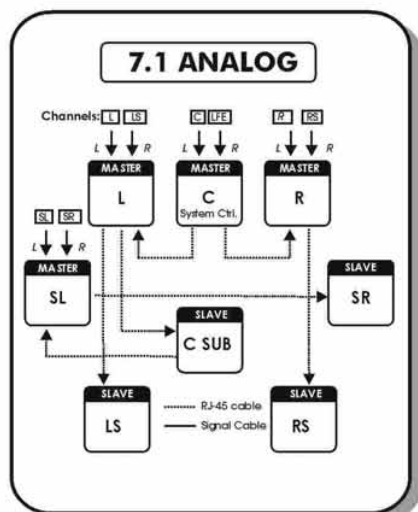 7.1 ANALOG
Channels: L LS C LFE R RS
L R L R L R
MASTER MASTER MASTER
L C R
System Ctrl.
SL SR
L R
MASTER SLAVE
SL SR
SLAVE
C SUB
SLAVE SLAVE
LS RS
RJ-45 cable
Signal Cable